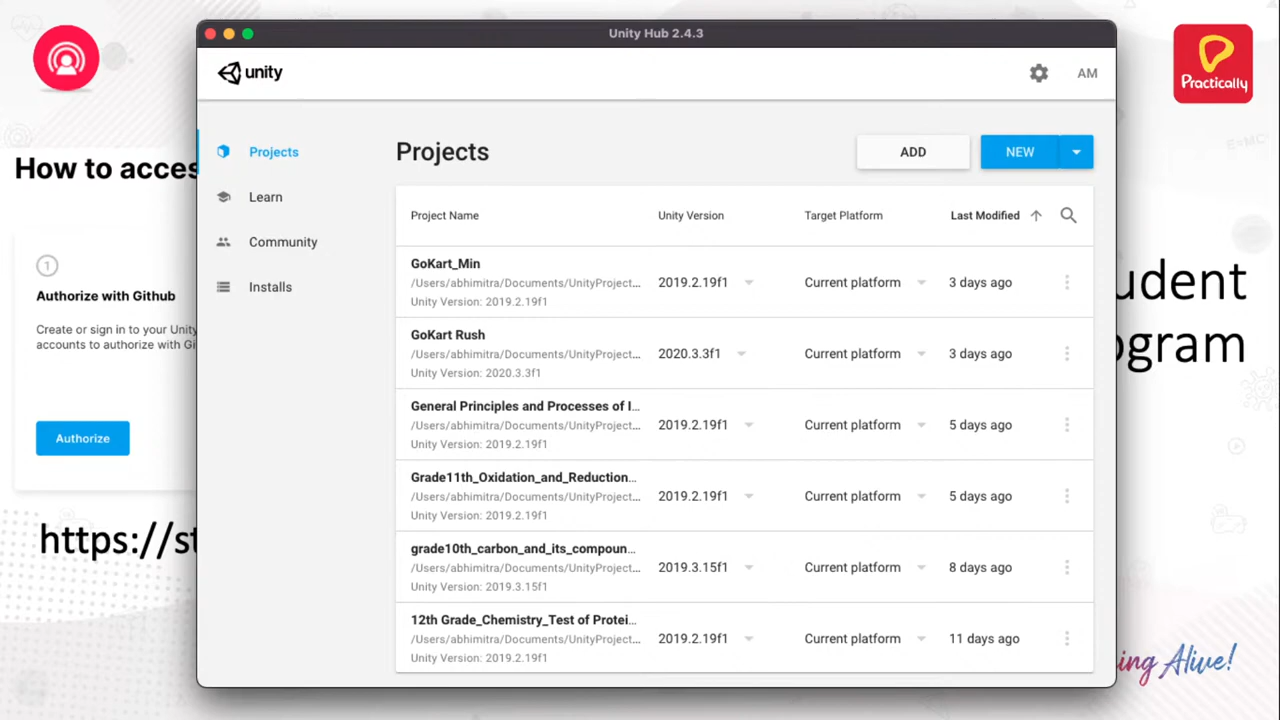 Unity Hub 2.4.3
unity
AM
Practically
Projects
Learn
Community
Installs
Projects
ADD
NEW
Project Name
Unity Version
Target Platform
Last Modified
GoKart_Min
/Users/abhimitra/Documents/UnityProject...
Unity Version: 2019.2.19f1
2019.2.19f1
Current platform
3 days ago
GoKart Rush
/Users/abhimitra/Documents/UnityProject...
Unity Version: 2020.3.3f1
2020.3.3f1
Current platform
3 days ago
General Principles and Processes of I...
/Users/abhimitra/Documents/UnityProject...
Unity Version: 2019.2.19f1
2019.2.19f1
Current platform
5 days ago
Grade11th_Oxidation_and_Reduction...
/Users/abhimitra/Documents/UnityProject...
Unity Version: 2019.2.19f1
2019.2.19f1
Current platform
5 days ago
grade10th_carbon_and_its_compoun...
/Users/abhimitra/Documents/UnityProject...
Unity Version: 2019.3.15f1
2019.3.15f1
Current platform
8 days ago
12th Grade_Chemistry_Test of Protei...
/Users/abhimitra/Documents/UnityProject...
Unity Version: 2019.2.19f1
2019.2.19f1
Current platform
11 days ago
How to acces
1
Authorize with Github
Create or sign in to your Unity
accounts to authorize with Gi
Authorize
https://st
udent
ogram
ing Alive!
E=MC